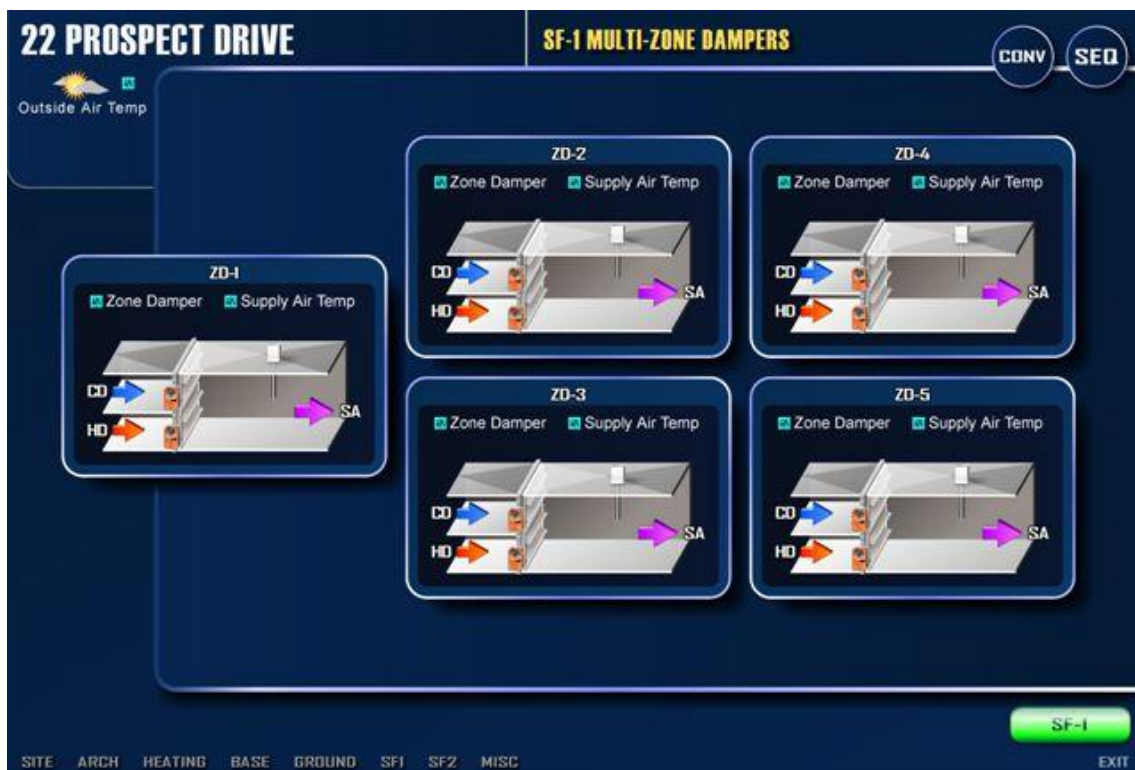 22 PROSPECT DRIVE
SF-1 MULTI-ZONE DAMPERS
CONV
SEQ
Outside Air Temp
ZD-1
Zone Damper Supply Air Temp
CD
HD
SA
ZD-2
Zone Damper Supply Air Temp
CD
HD
SA
ZD-3
Zone Damper Supply Air Temp
CD
HD
SA
ZD-4
Zone Damper Supply Air Temp
CD
HD
SA
ZD-5
Zone Damper Supply Air Temp
CD
HD
SA
SF-1
SITE ARCH HEATING BASE GROUND SF1 SF2 MISC
EXIT